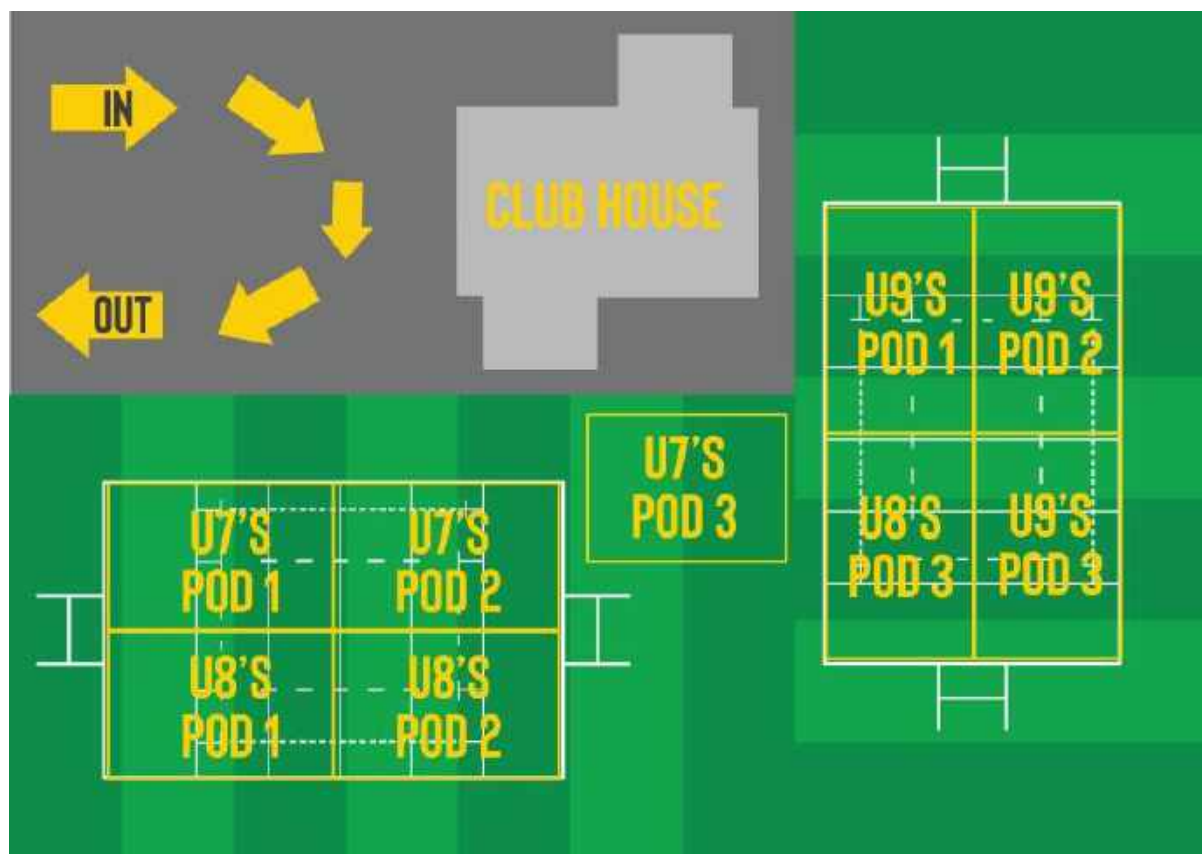 IN
OUT
CLUB HOUSE
U9'S
POD 1
U9'S
POD 2
U8'S
POD 3
U9'S
POD 3
U7'S
POD 3
U7'S
POD 1
U7'S
POD 2
U8'S
POD 1
U8'S
POD 2